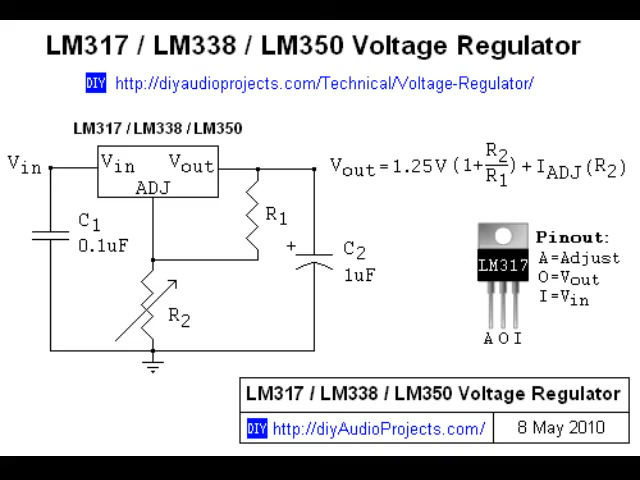 LM317 / LM338 / LM350 Voltage Regulator
DIY http://diyaudioprojects.com/Technical/Voltage-Regulator/
LM317 / LM338 / LM350
Vin
Vin Vout
ADJ
Vout=1.25V (1+R2/R1)+IADJ(R2)
R1
C1
0.1uF
+
C2
1uF
R2
LM317
Pinout:
A=Adjust
O=Vout
I=Vin
A O I
LM317 / LM338 / LM350 Voltage Regulator
DIY http://diyAudioProjects.com/
8 May 2010